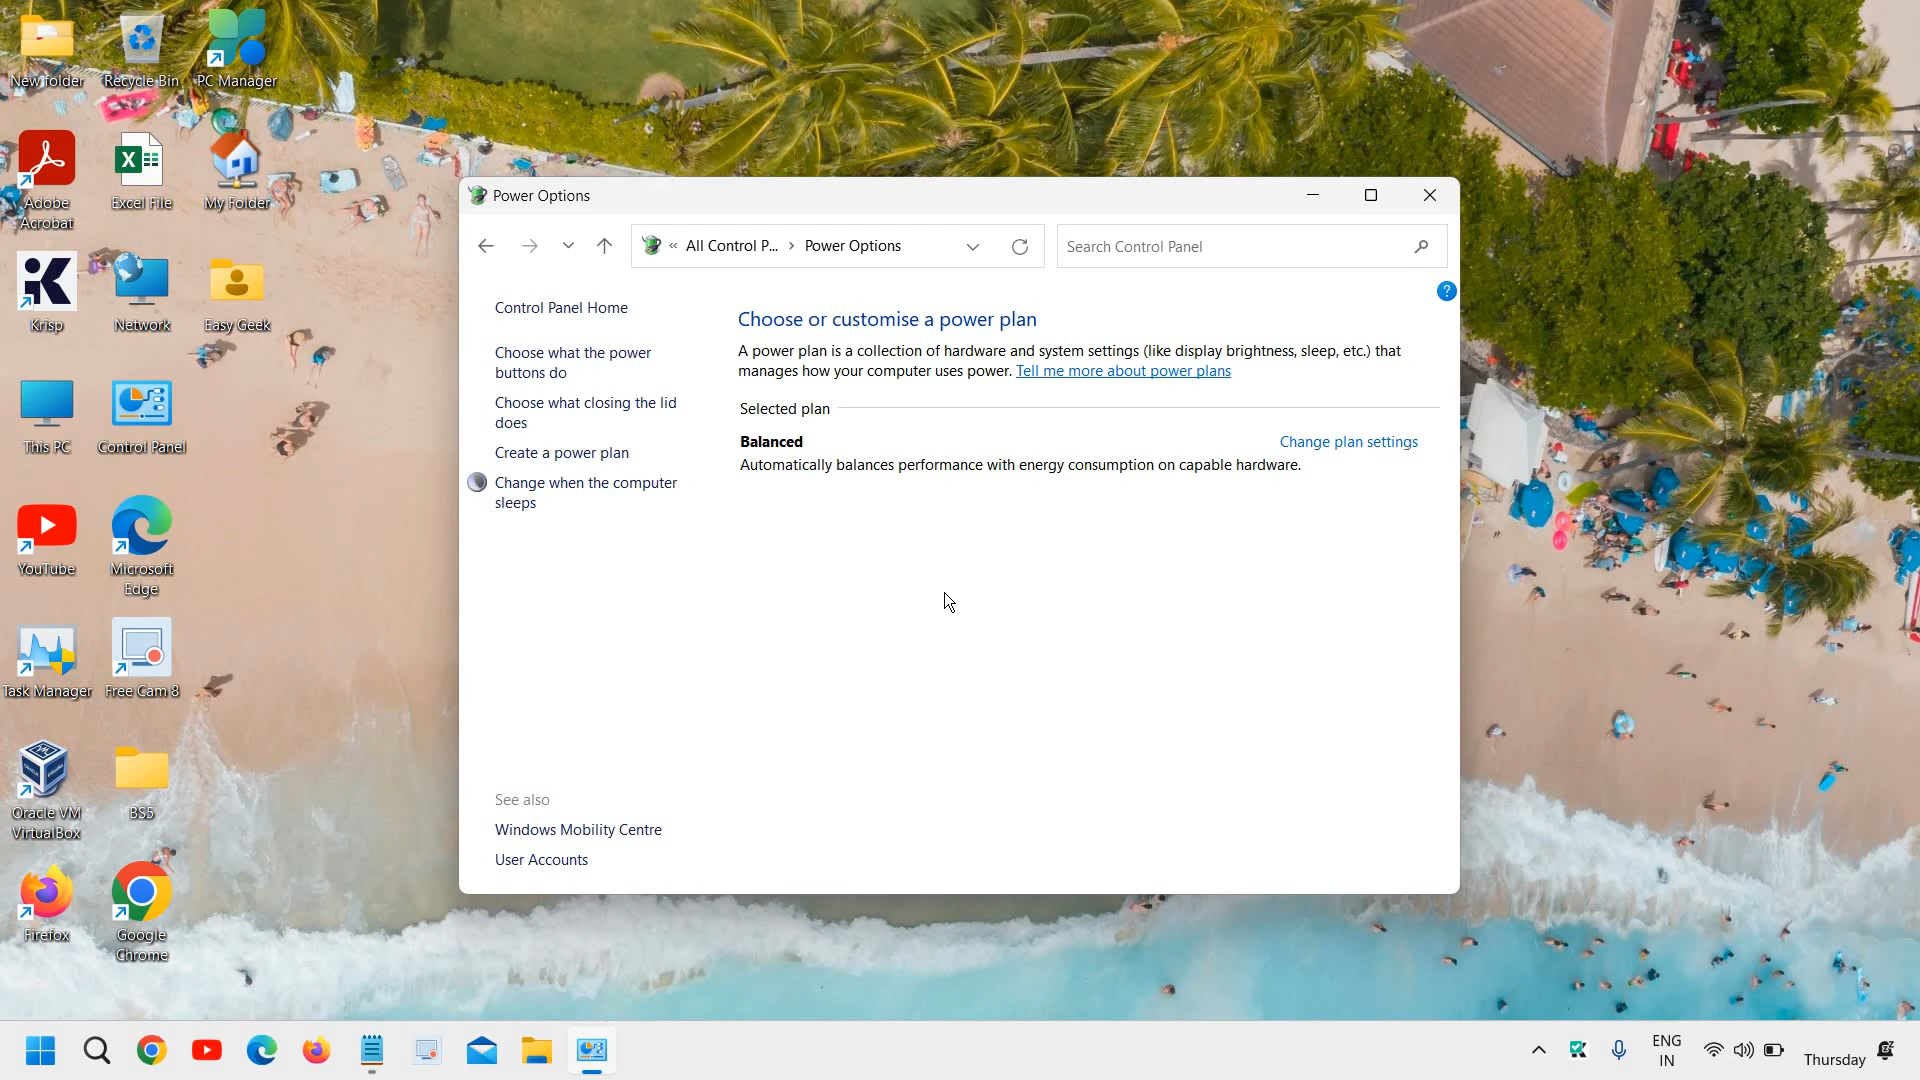 New folder
Recycle Bin
PC Manager
Adobe
Acrobat
Excel File
My Folder
Krisp
Network
Easy Geek
This PC
Control Panel
YouTube
Microsoft
Edge
Task Manager
Free Cam 8
Oracle VM
VirtualBox
BS5
Firefox
Google
Chrome
Power Options
« All Control P... > Power Options
Search Control Panel
?
Control Panel Home
Choose what the power
buttons do
Choose what closing the lid
does
Create a power plan
Change when the computer
sleeps
See also
Windows Mobility Centre
User Accounts
Choose or customise a power plan
A power plan is a collection of hardware and system settings (like display brightness, sleep, etc.) that
manages how your computer uses power. Tell me more about power plans
Selected plan
Balanced
Change plan settings
Automatically balances performance with energy consumption on capable hardware.
ENG
IN
Thursday